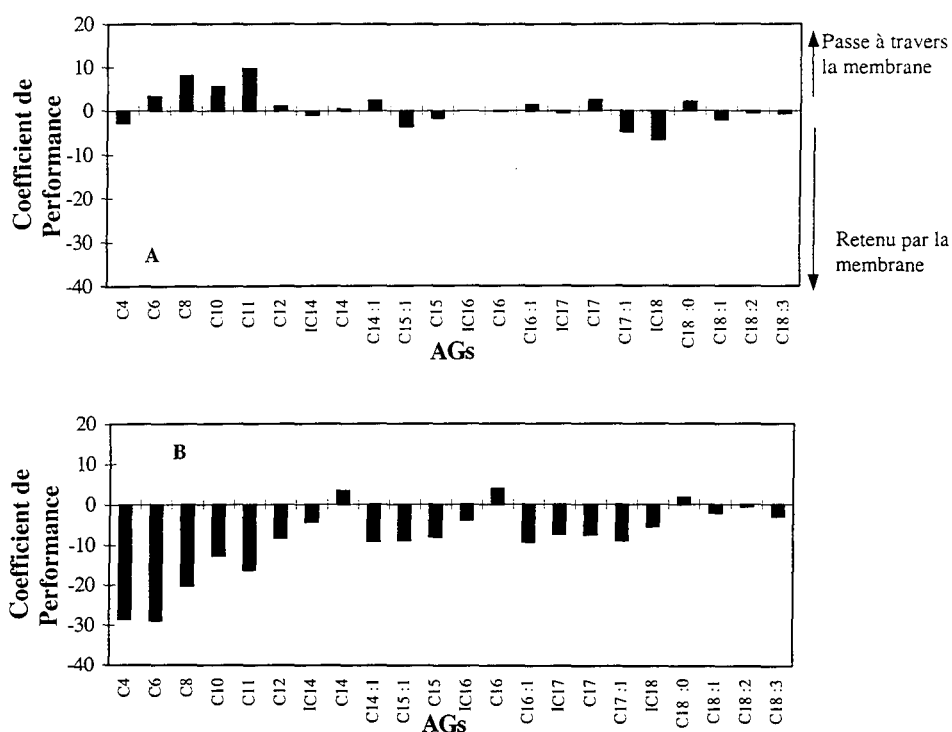 20
10
0
-10
-20
-30
-40
Coefficient de
Performance
A
C4
C6
C8
C10
C11
C12
IC14
C14
C14 :1
C15 :1
C15
IC16
C16
C16 :1
IC17
C17
C17 :1
IC18
C18 :0
C18 :1
C18 :2
C18 :3
AGs
Passe à travers
la membrane
Retenu par la
membrane
20
10
0
-10
-20
-30
-40
Coefficient de
Performance
B
C4
C6
C8
C10
C11
C12
IC14
C14
C14 :1
C15 :1
C15
IC16
C16
C16 :1
IC17
C17
C17 :1
IC18
C18 :0
C18 :1
C18 :2
C18 :3
AGs